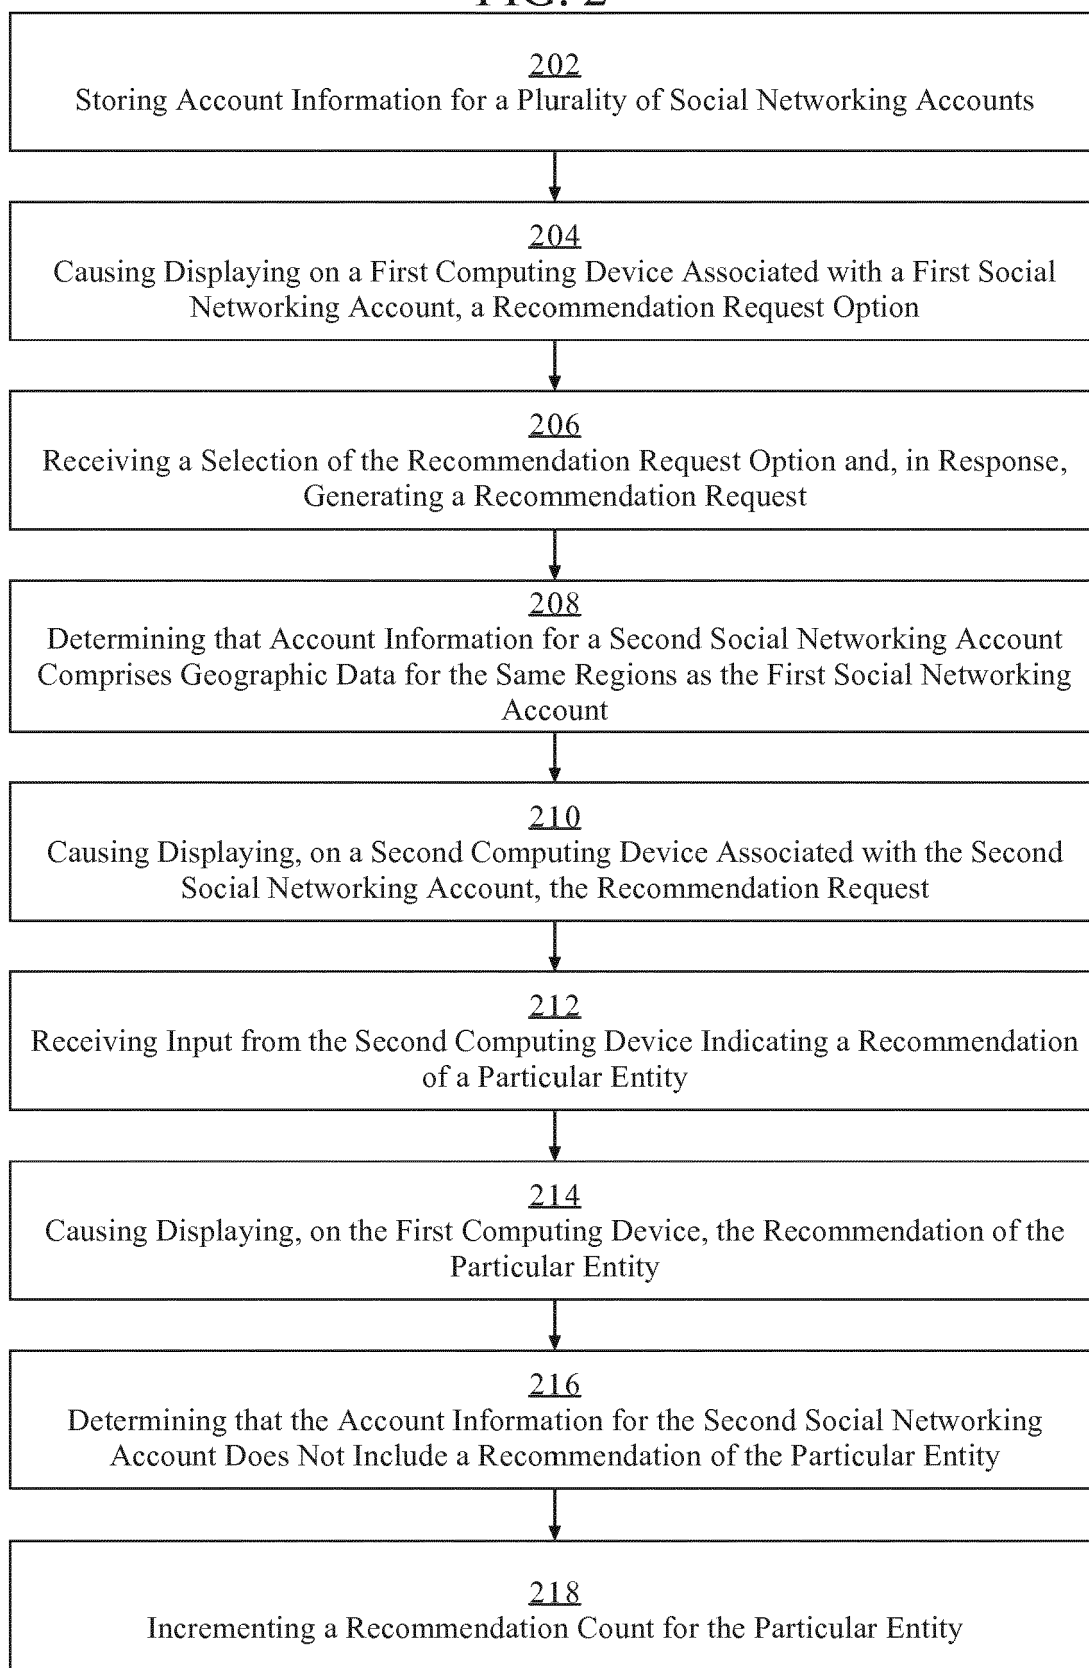 FIG. 2
202
Storing Account Information for a Plurality of Social Networking Accounts
204
Causing Displaying on a First Computing Device Associated with a First Social
Networking Account, a Recommendation Request Option
206
Receiving a Selection of the Recommendation Request Option and, in Response,
Generating a Recommendation Request
208
Determining that Account Information for a Second Social Networking Account
Comprises Geographic Data for the Same Regions as the First Social Networking
Account
210
Causing Displaying, on a Second Computing Device Associated with the Second
Social Networking Account, the Recommendation Request
212
Receiving Input from the Second Computing Device Indicating a Recommendation
of a Particular Entity
214
Causing Displaying, on the First Computing Device, the Recommendation of the
Particular Entity
216
Determining that the Account Information for the Second Social Networking
Account Does Not Include a Recommendation of the Particular Entity
218
Incrementing a Recommendation Count for the Particular Entity